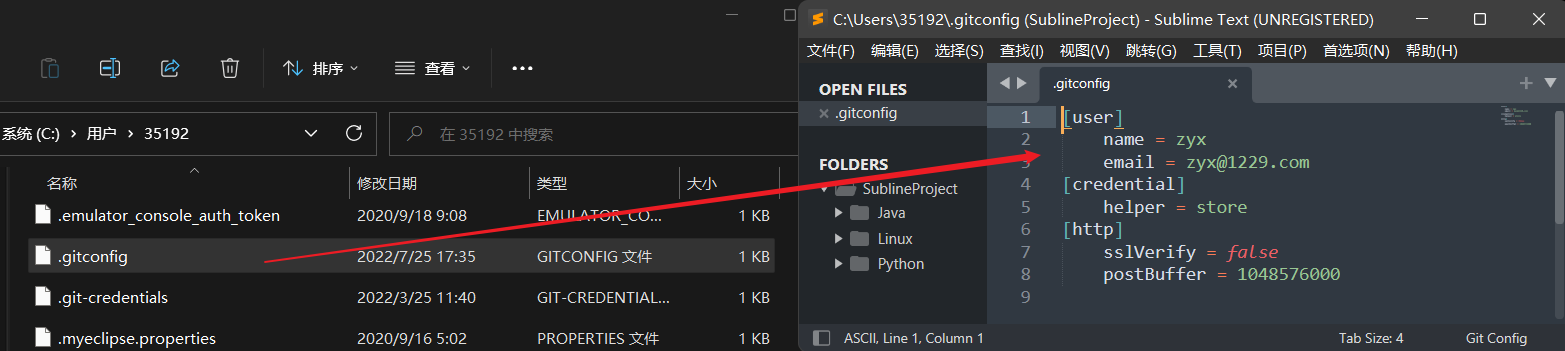 排序
查看
系统 (C:) › 用户 › 35192
在 35192 中搜索
名称 修改日期 类型 大小
.emulator_console_auth_token 2020/9/18 9:08 EMULATOR_CO... 1 KB
.gitconfig 2022/7/25 17:35 GITCONFIG 文件 1 KB
.git-credentials 2022/3/25 11:40 GIT-CREDENTIAL... 1 KB
.myeclipse.properties 2020/9/16 5:02 PROPERTIES 文件 1 KB
C:\Users\35192\.gitconfig (SublineProject) - Sublime Text (UNREGISTERED)
文件(F) 编辑(E) 选择(S) 查找(I) 视图(V) 跳转(G) 工具(T) 项目(P) 首选项(N) 帮助(H)
OPEN FILES
.gitconfig
FOLDERS
SublineProject
Java
Linux
Python
.gitconfig
1 [user]
2 name = zyx
3 email = zyx@1229.com
4 [credential]
5 helper = store
6 [http]
7 sslVerify = false
8 postBuffer = 1048576000
9
ASCII, Line 1, Column 1 Tab Size: 4 Git Config